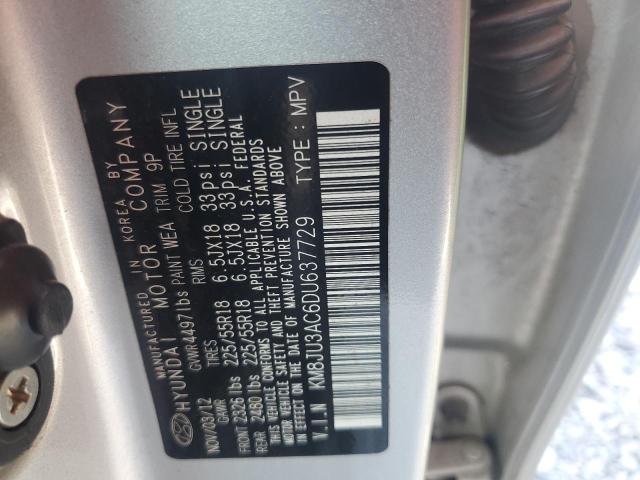 MANUFACTURED IN KOREA BY
HYUNDAI MOTOR COMPANY
NOV/03/12 GVWR4497lbs PAINT WEA TRIM 9P
GAWR TIRES RIMS COLD TIRE INFL
FRONT 2326 lbs 225/55R18 6.5JX18 33psi SINGLE
REAR 2480 lbs 225/55R18 6.5JX18 33psi SINGLE
THIS VEHICLE CONFORMS TO ALL APPLICABLE U.S.A. FEDERAL
MOTOR VEHICLE SAFETY AND THEFT PREVENTION STANDARDS
IN EFFECT ON THE DATE OF MANUFACTURE SHOWN ABOVE
V.I.N KM8JU3AC6DU637729 TYPE : MPV